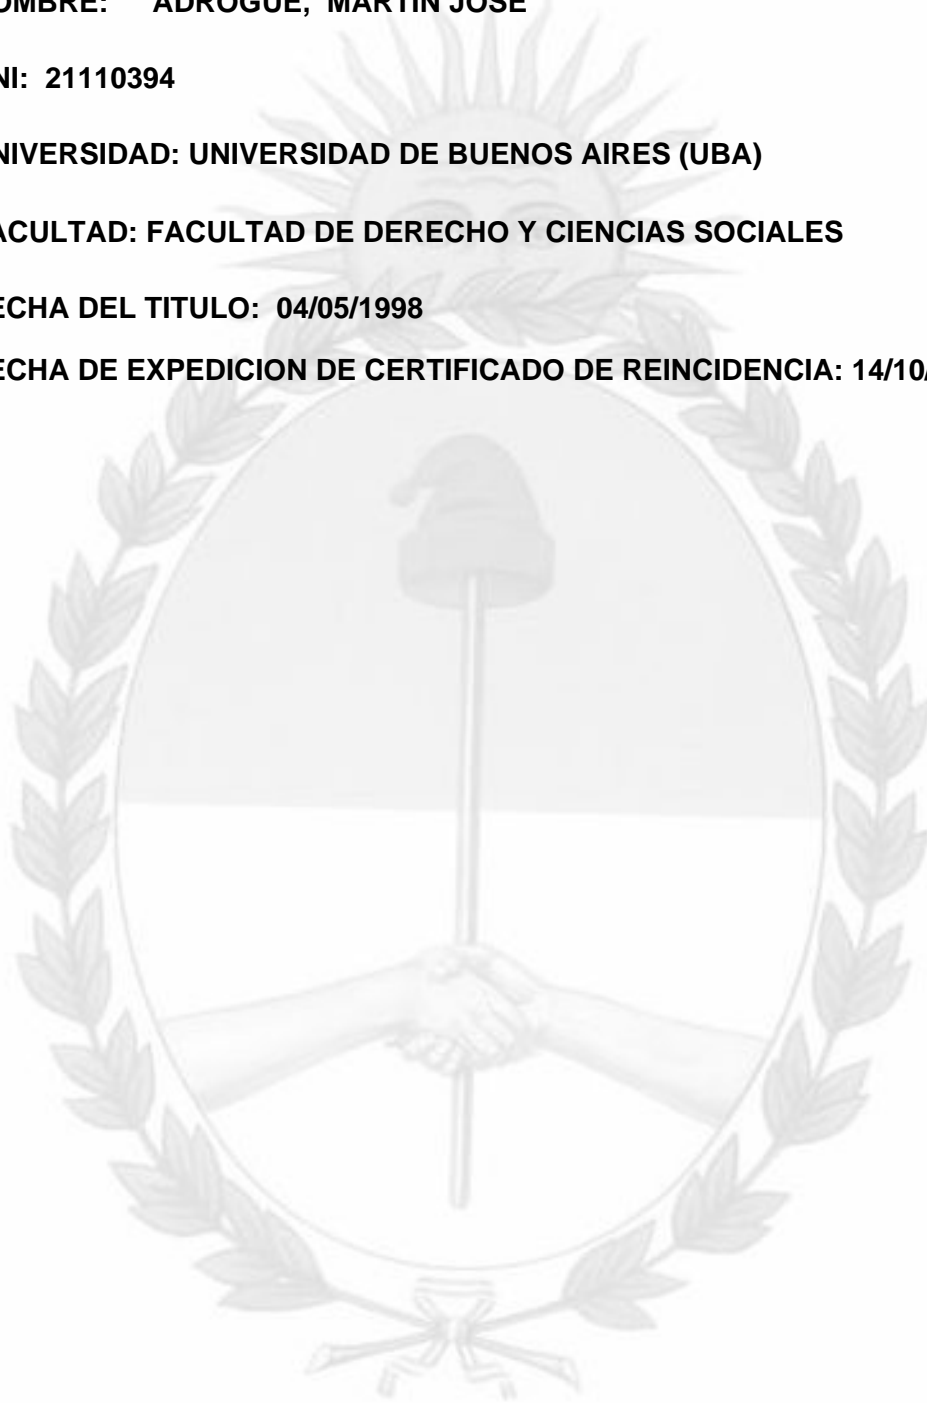 OMBRE: ADROGUE, MARTIN JOSE
NI: 21110394
NIVERSIDAD: UNIVERSIDAD DE BUENOS AIRES (UBA)
ACULTAD: FACULTAD DE DERECHO Y CIENCIAS SOCIALES
ECHA DEL TITULO: 04/05/1998
ECHA DE EXPEDICION DE CERTIFICADO DE REINCIDENCIA: 14/10/